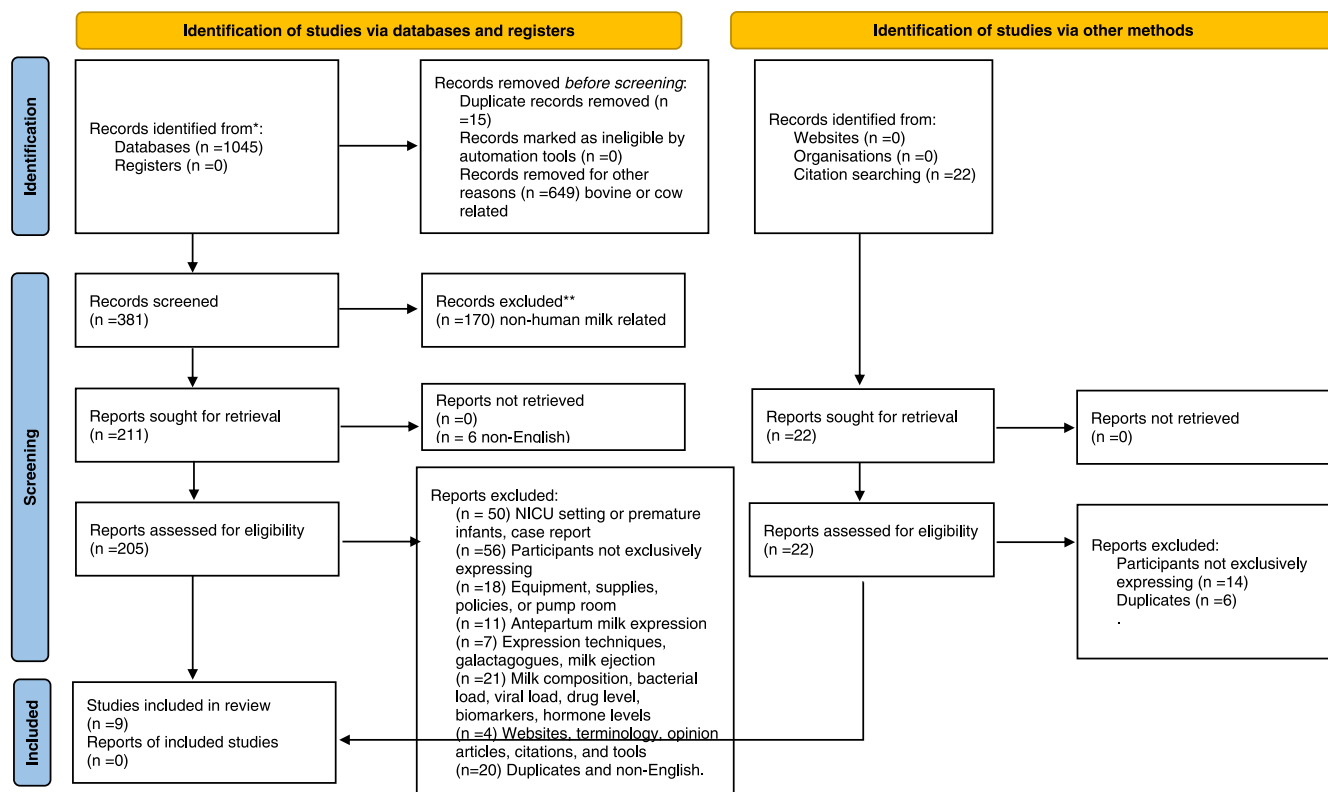 Identification of studies via databases and registers
Identification of studies via other methods
Identification
Records identified from*:
Databases (n =1045)
Registers (n =0)
Records removed before screening:
Duplicate records removed (n
=15)
Records marked as ineligible by
automation tools (n =0)
Records removed for other
reasons (n =649) bovine or cow
related
Records identified from:
Websites (n =0)
Organisations (n =0)
Citation searching (n =22)
Screening
Records screened
(n =381)
Records excluded**
(n =170) non-human milk related
Reports sought for retrieval
(n =211)
Reports not retrieved
(n =0)
(n = 6 non-English)
Reports sought for retrieval
(n =22)
Reports not retrieved
(n =0)
Reports assessed for eligibility
(n =205)
Reports excluded:
(n = 50) NICU setting or premature
infants, case report
(n =56) Participants not exclusively
expressing
(n =18) Equipment, supplies,
policies, or pump room
(n =11) Antepartum milk expression
(n =7) Expression techniques,
galactagogues, milk ejection
(n =21) Milk composition, bacterial
load, viral load, drug level,
biomarkers, hormone levels
(n =4) Websites, terminology, opinion
articles, citations, and tools
(n=20) Duplicates and non-English.
Reports assessed for eligibility
(n =22)
Reports excluded:
Participants not exclusively
expressing (n =14)
Duplicates (n =6)
.
Included
Studies included in review
(n =9)
Reports of included studies
(n =0)